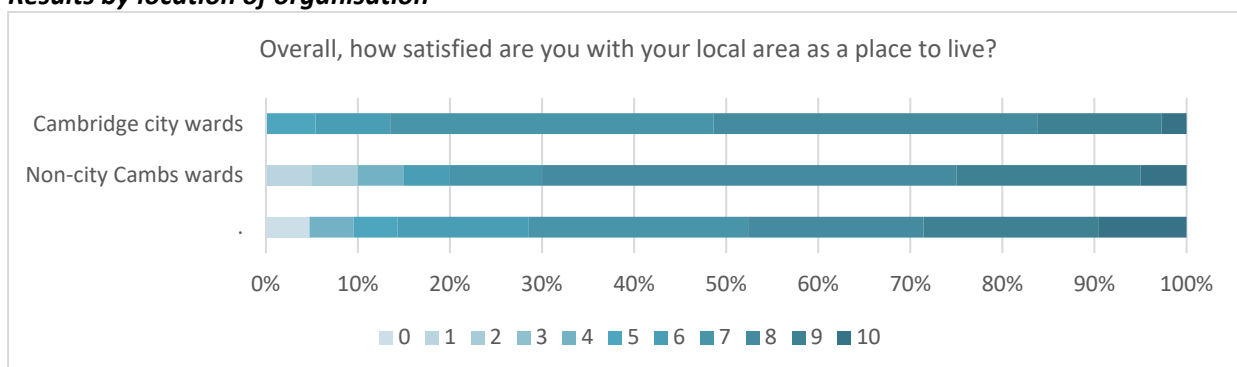 Results by location of organisation
Overall, how satisfied are you with your local area as a place to live?
Cambridge city wards
Non-city Cambs wards
.
0% 10% 20% 30% 40% 50% 60% 70% 80% 90% 100%
0 1 2 3 4 5 6 7 8 9 10